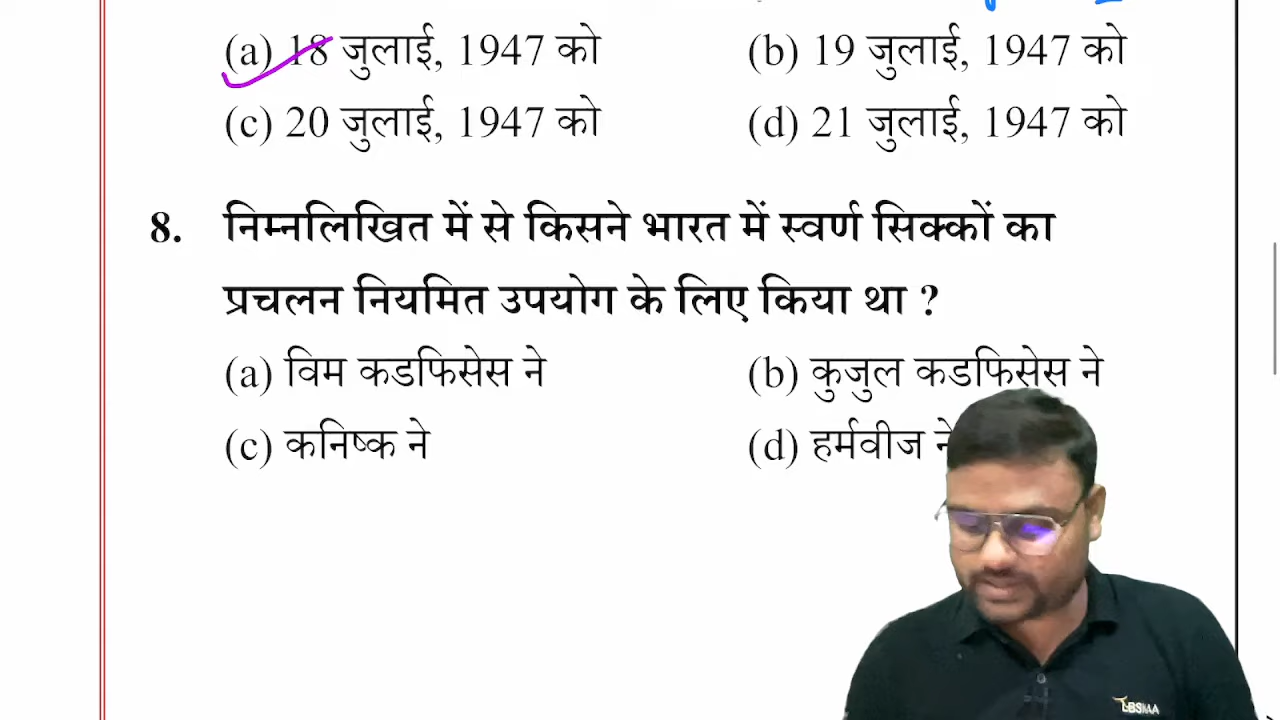 (a) 18 जुलाई, 1947 को (b) 19 जुलाई, 1947 को
(c) 20 जुलाई, 1947 को (d) 21 जुलाई, 1947 को
8. निम्नलिखित में से किसने भारत में स्वर्ण सिक्कों का
प्रचलन नियमित उपयोग के लिए किया था ?
(a) विम कडफिसेस ने (b) कुजुल कडफिसेस ने
(c) कनिष्क ने (d) हर्मवीज ने